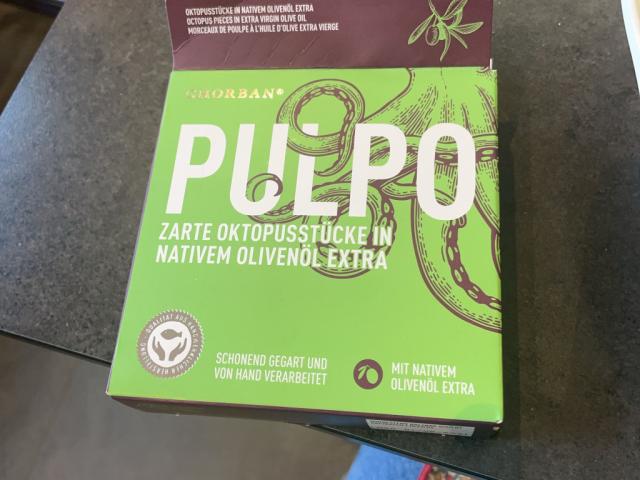 OKTOPUSSTÜCKE IN NATIVEM OLIVENÖL EXTRA
OCTOPUS PIECES IN EXTRA VIRGIN OLIVE OIL
MORCEAUX DE POULPE À L'HUILE D'OLIVE EXTRA VIERGE
PULPO
ZARTE OKTOPUSSTÜCKE IN
NATIVEM OLIVENÖL EXTRA
SCHONEND GEGART UND
VON HAND VERARBEITET
MIT NATIVEM
OLIVENÖL EXTRA